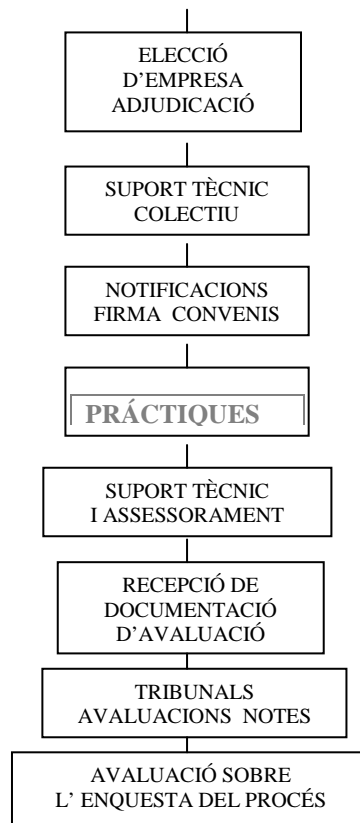 ELECCIÓ
D’EMPRESA
ADJUDICACIÓ
SUPORT TÈCNIC
COLECTIU
NOTIFICACIONS
FIRMA CONVENIS
PRÁCTIQUES
SUPORT TÈCNIC
I ASSESSORAMENT
RECEPCIÓ DE
DOCUMENTACIÓ
D’AVALUACIÓ
TRIBUNALS
AVALUACIONS NOTES
AVALUACIÓ SOBRE
L’ ENQUESTA DEL PROCÉS